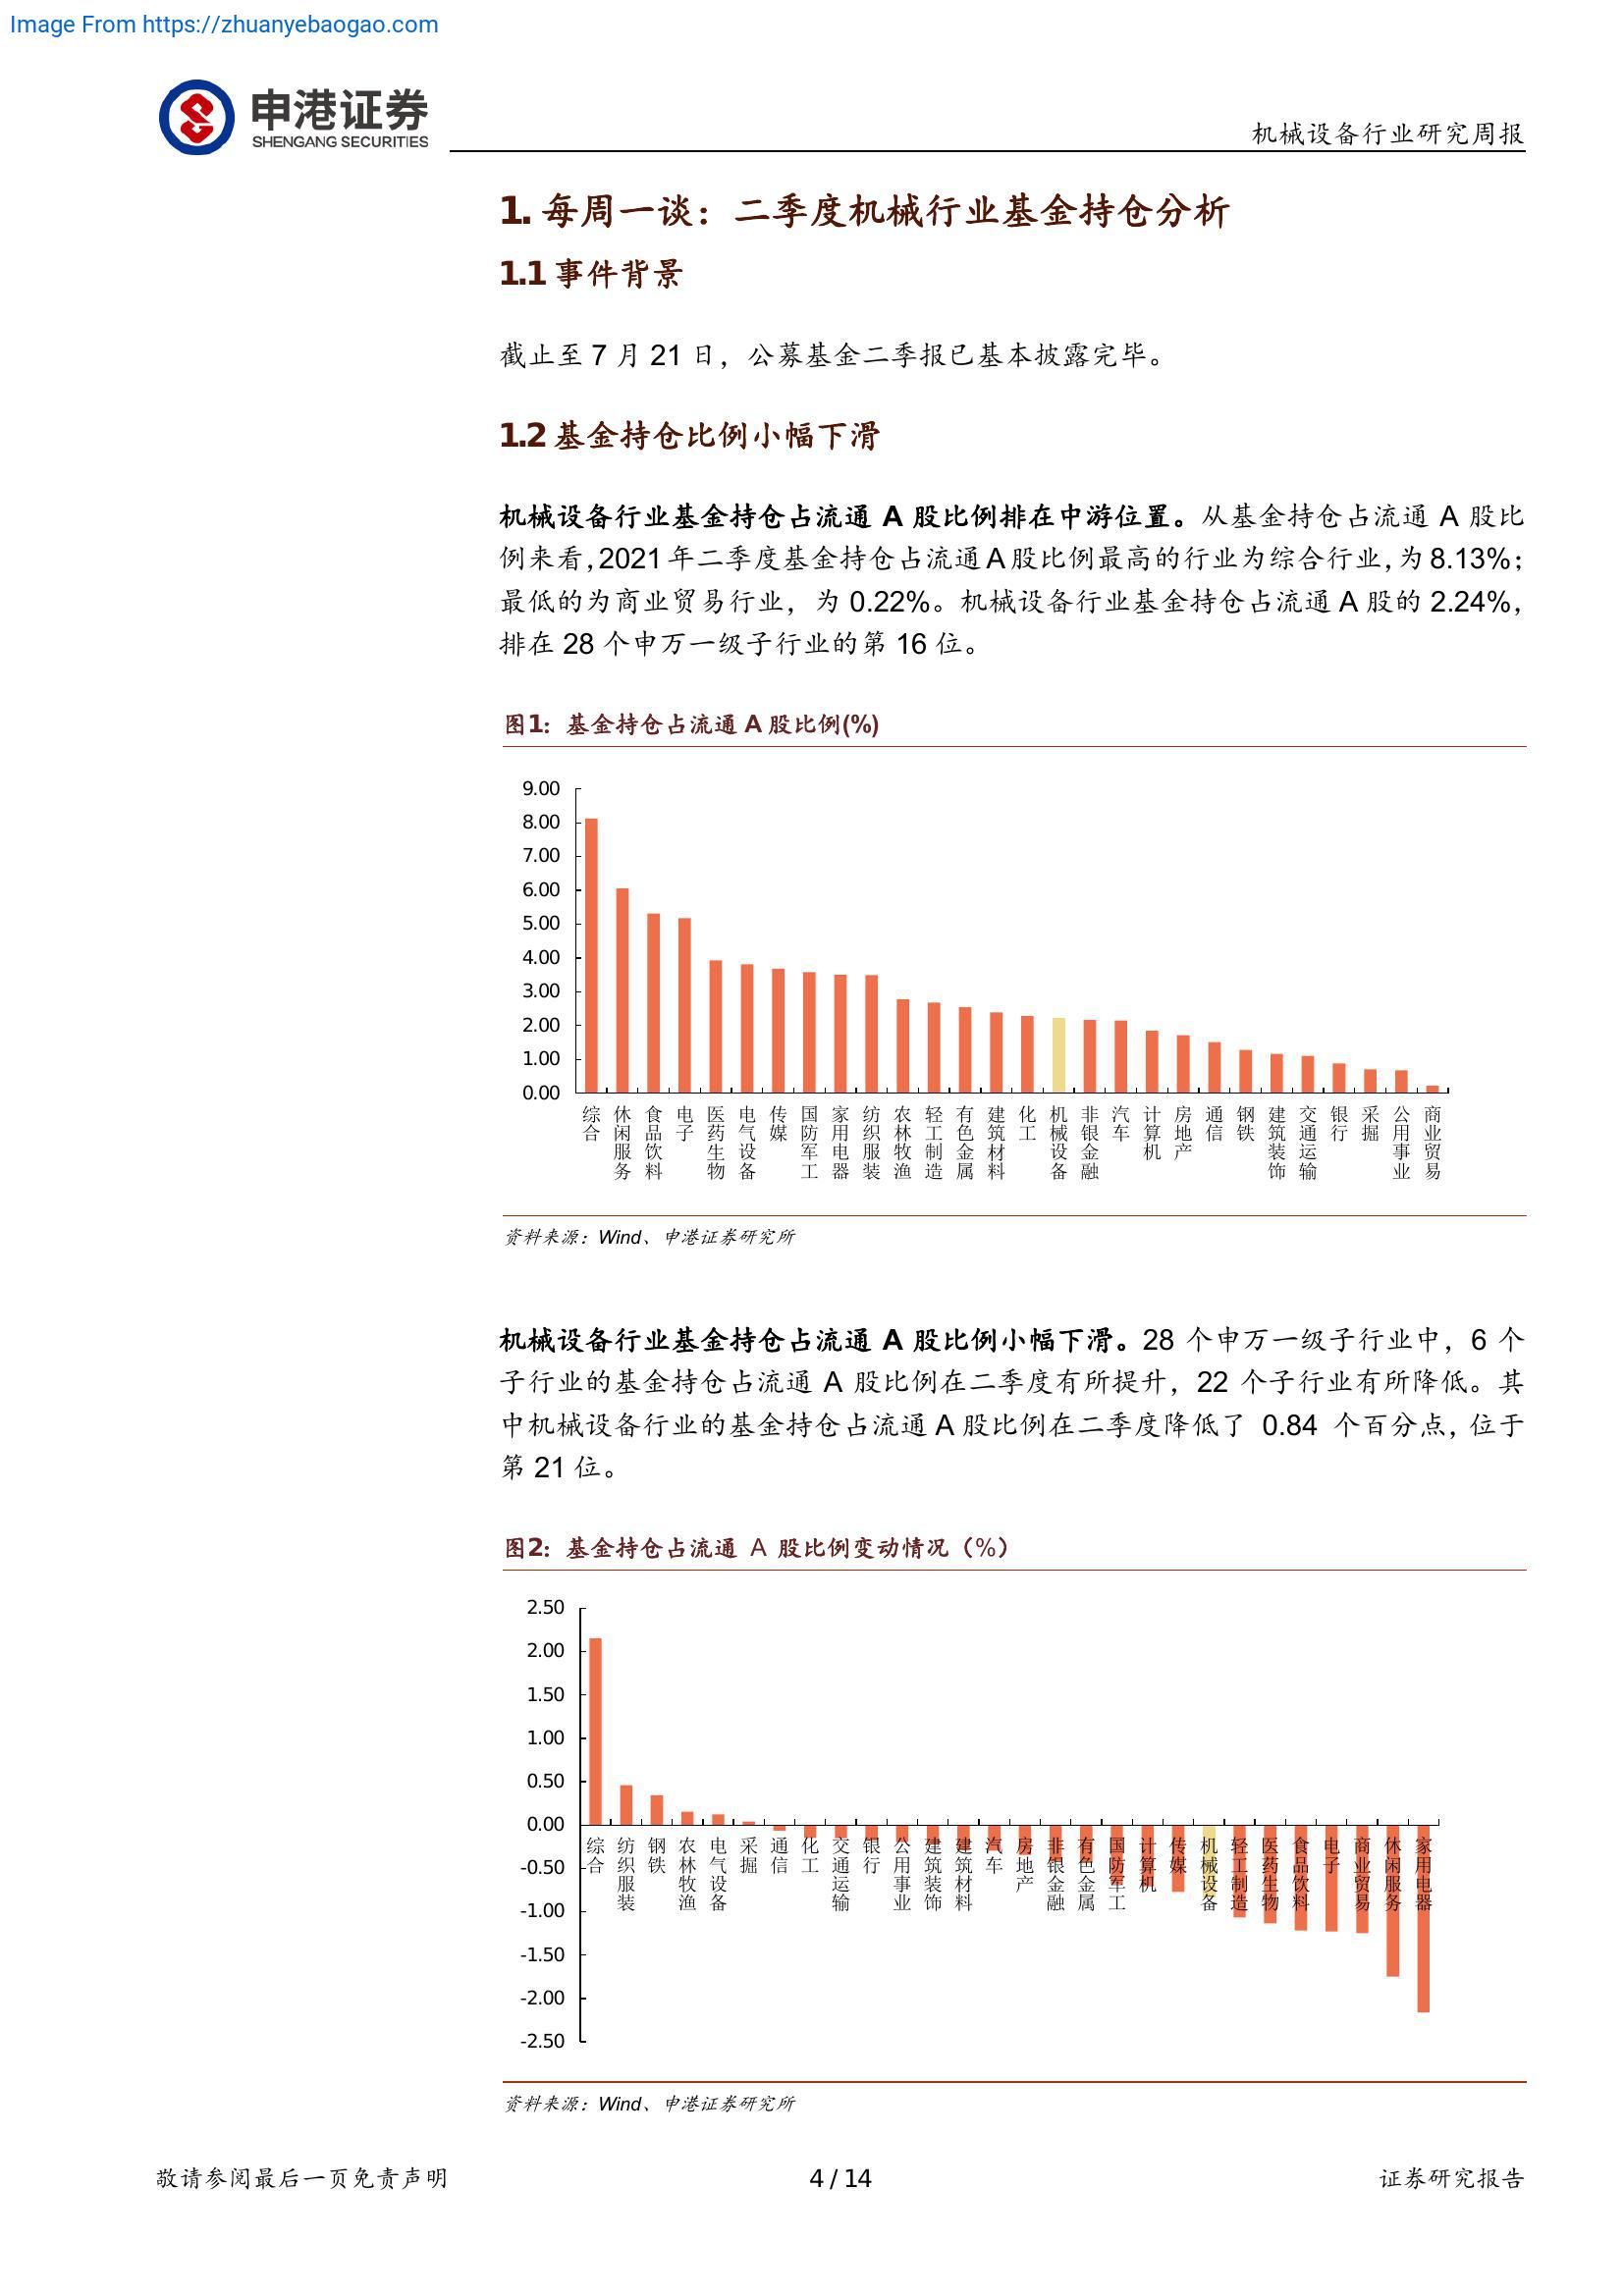 Image From https://zhuanyebaogao.com
申港证券
SHENGANG SECURITIES
机械设备行业研究周报
1. 每周一谈：二季度机械行业基金持仓分析
1.1 事件背景
截止至 7 月 21 日，公募基金二季报已基本披露完毕。
1.2 基金持仓比例小幅下滑
机械设备行业基金持仓占流通 A 股比例排在中游位置。从基金持仓占流通 A 股比
例来看，2021 年二季度基金持仓占流通 A 股比例最高的行业为综合行业，为 8.13%；
最低的为商业贸易行业，为 0.22%。机械设备行业基金持仓占流通 A 股的 2.24%，
排在 28 个申万一级子行业的第 16 位。
图1：基金持仓占流通 A 股比例(%)
9.00
8.00
7.00
6.00
5.00
4.00
3.00
2.00
1.00
0.00
综合
休闲服务
食品饮料
电子
医药生物
电气设备
传媒
国防军工
家用电器
纺织服装
农林牧渔
轻工制造
有色金属
建筑材料
化工
机械设备
非银金融
汽车
计算机
房地产
通信
钢铁
建筑装饰
交通运输
银行
采掘
公用事业
商业贸易
资料来源：Wind、申港证券研究所
机械设备行业基金持仓占流通 A 股比例小幅下滑。28 个申万一级子行业中，6 个
子行业的基金持仓占流通 A 股比例在二季度有所提升，22 个子行业有所降低。其
中机械设备行业的基金持仓占流通 A 股比例在二季度降低了 0.84 个百分点，位于
第 21 位。
图2：基金持仓占流通 A 股比例变动情况（%）
2.50
2.00
1.50
1.00
0.50
0.00
-0.50
-1.00
-1.50
-2.00
-2.50
综合
纺织服装
钢铁
农林牧渔
电气设备
采掘
通信
化工
交通运输
银行
公用事业
建筑装饰
建筑材料
汽车
房地产
非银金融
有色金属
国防军工
计算机
传媒
机械设备
轻工制造
医药生物
食品饮料
电子
商业贸易
休闲服务
家用电器
资料来源：Wind、申港证券研究所
敬请参阅最后一页免责声明
4 / 14
证券研究报告